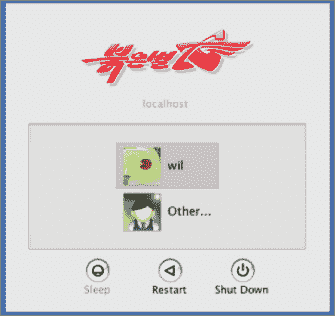 붉은별
localhost
wil
Other...
Sleep
Restart
Shut Down